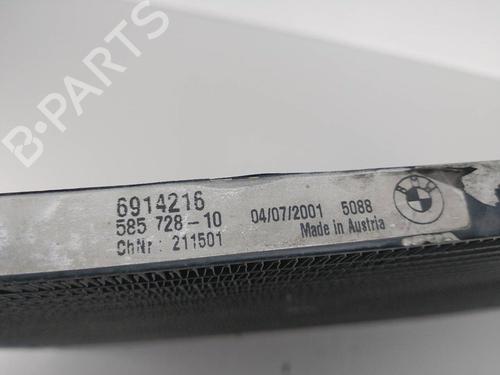 6914216
585 728-10
ChNr: 211501
04/07/2001 5088
Made in Austria
BMW
B-PARTS